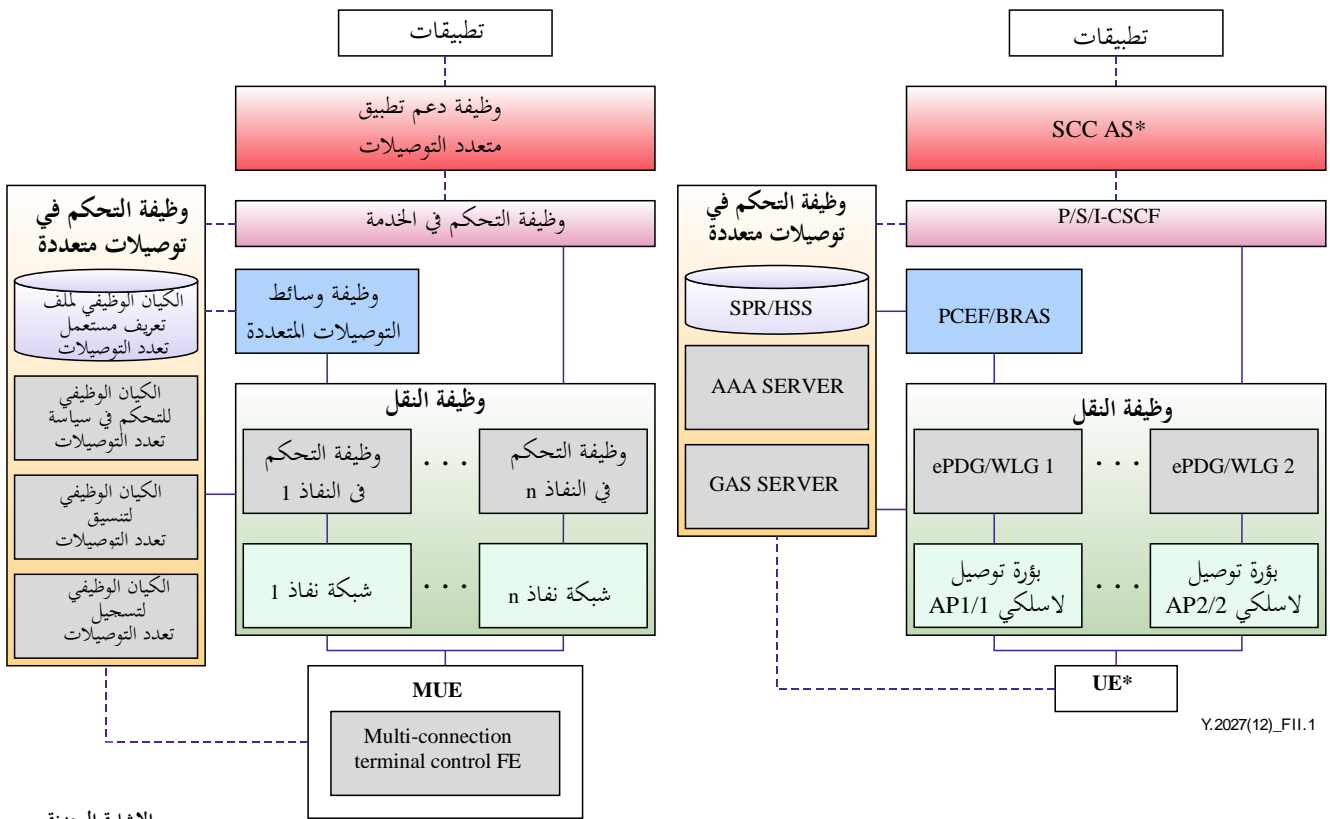 تطبيقات
وظيفة دعم تطبيق
متعدد التوصيلات
وظيفة التحكم في
توصيلات متعددة
وظيفة التحكم في الخدمة
الكيان الوظيفي لملف
تعريف مستعمل
تعدد التوصيلات
وظيفة وسائط
التوصيلات المتعددة
الكيان الوظيفي
للتحكم في سياسة
تعدد التوصيلات
الكيان الوظيفي
لتنسيق
تعدد التوصيلات
الكيان الوظيفي
لتسجيل
تعدد التوصيلات
وظيفة النقل
وظيفة التحكم
في النفاذ 1
. . .
وظيفة التحكم
في النفاذ n
شبكة نفاذ 1
. . .
شبكة نفاذ n
MUE
Multi-connection
terminal control FE
تطبيقات
SCC AS*
وظيفة التحكم في
توصيلات متعددة
P/S/I-CSCF
SPR/HSS
PCEF/BRAS
AAA SERVER
GAS SERVER
وظيفة النقل
ePDG/WLG 1
. . .
ePDG/WLG 2
بؤرة توصيل
لاسلكي AP1/1
. . .
بؤرة توصيل
لاسلكي AP2/2
UE*
Y.2027(12)_FII.1